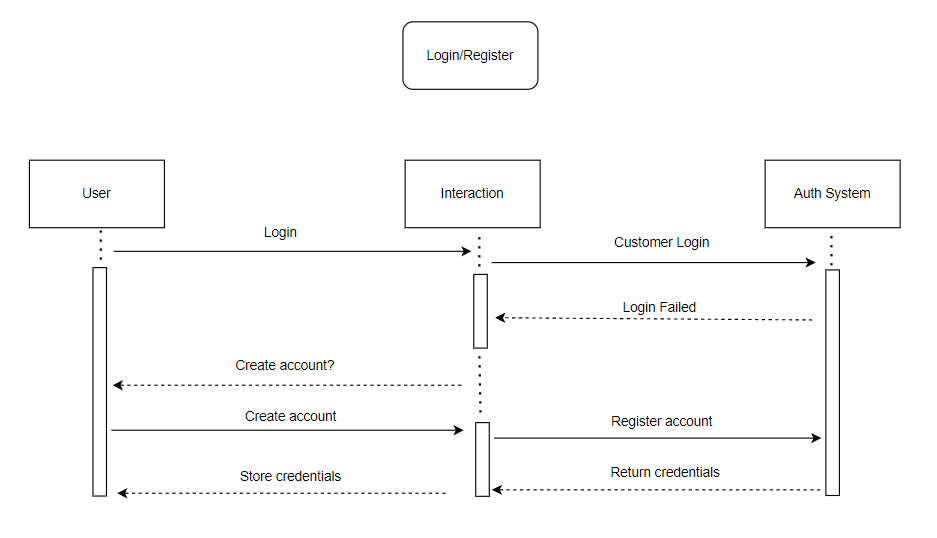 Login/Register
User
Interaction
Auth System
Login
Customer Login
Login Failed
Create account?
Create account
Register account
Store credentials
Return credentials